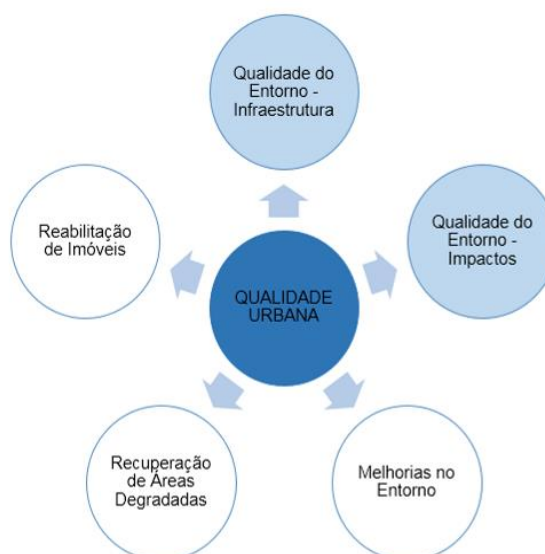 Qualidade do
Entorno -
Infraestrutura
Reabilitação
de Imóveis
Qualidade do
Entorno -
Impactos
QUALIDADE
URBANA
Recuperação
de Áreas
Degradadas
Melhorias no
Entorno